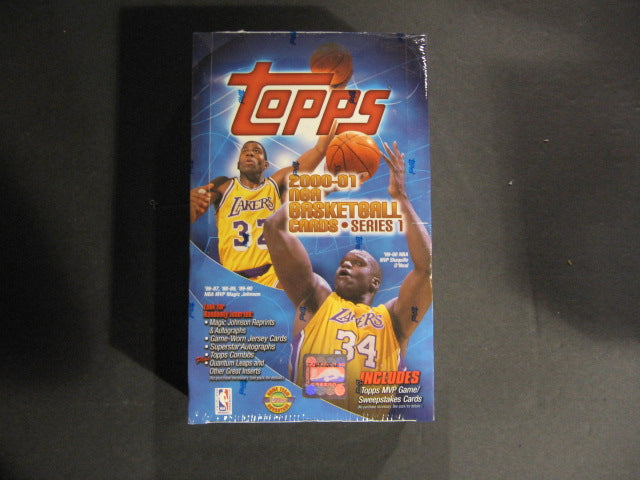 TOPPS
2000-01
NBA
BASKETBALL
CARDS • SERIES 1
LAKERS
32
'99-00 NBA
MVP Shaquille
O'Neal
'86-87, '88-89, '89-90
NBA MVP Magic Johnson
LAKERS
34
Look for
Randomly Inserted:
• Magic Johnson Reprints
& Autographs
• Game-Worn Jersey Cards
• Superstar Autographs
• Topps Combos
• Quantum Leaps and
Other Great Inserts
INCLUDES
Topps MVP Game/
Sweepstakes Cards
NBA